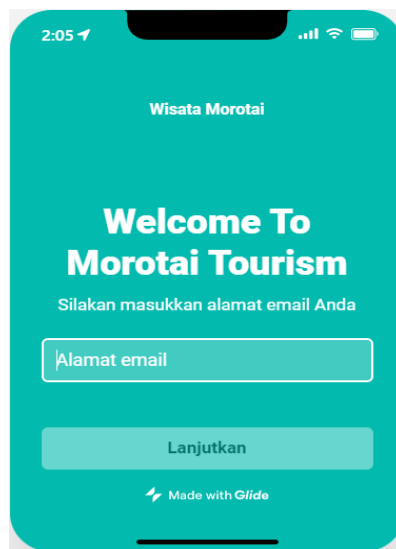 2:05
Wisata Morotai
Welcome To
Morotai Tourism
Silakan masukkan alamat email Anda
Alamat email
Lanjutkan
Made with Glide